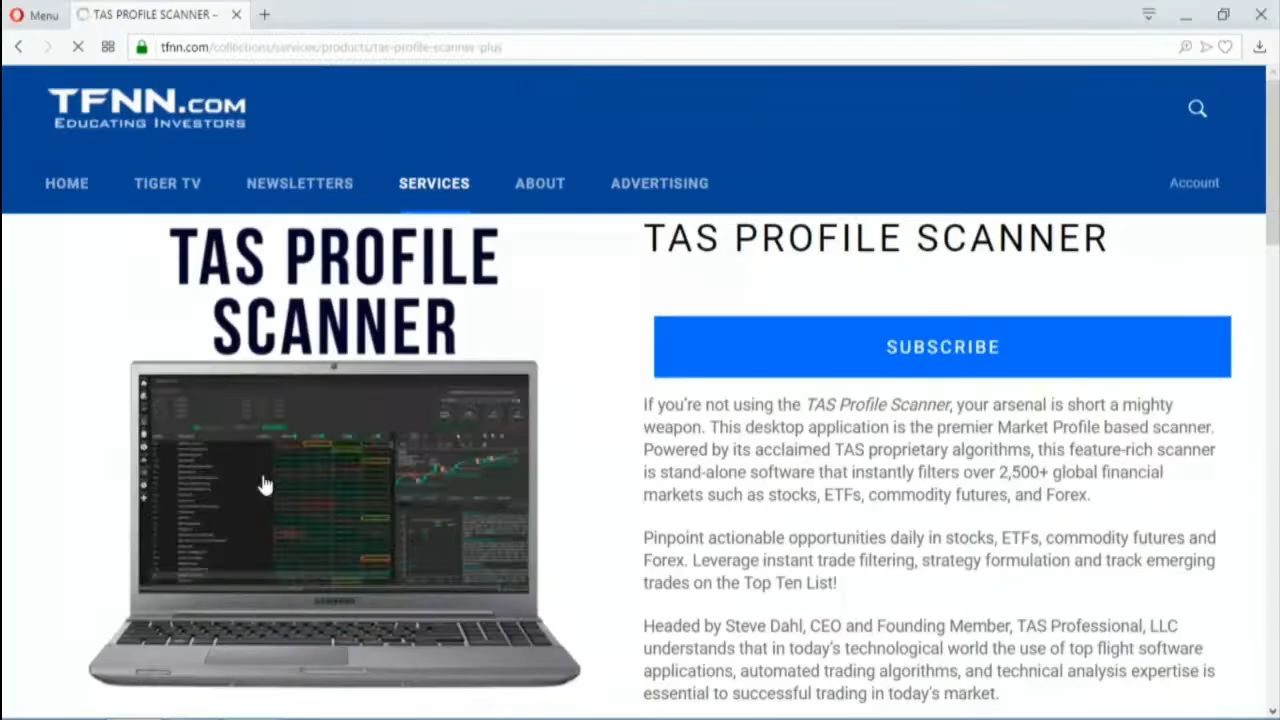 Menu
TAS PROFILE SCANNER –
tfnn.com/collections/services/products/tas-profile-scanner-plus
TFNN.COM
EDUCATING INVESTORS
HOME TIGER TV NEWSLETTERS SERVICES ABOUT ADVERTISING Account
TAS PROFILE
SCANNER
SAMSUNG
TAS PROFILE SCANNER
SUBSCRIBE
If you're not using the TAS Profile Scanner, your arsenal is short a mighty
weapon. This desktop application is the premier Market Profile based scanner.
Powered by its acclaimed TAS proprietary algorithms, this feature-rich scanner
is stand-alone software that instantly filters over 2,500+ global financial
markets such as stocks, ETFs, commodity futures, and Forex.
Pinpoint actionable opportunities daily in stocks, ETFs, commodity futures and
Forex. Leverage instant trade filtering, strategy formulation and track emerging
trades on the Top Ten List!
Headed by Steve Dahl, CEO and Founding Member, TAS Professional, LLC
understands that in today's technological world the use of top flight software
applications, automated trading algorithms, and technical analysis expertise is
essential to successful trading in today's market.